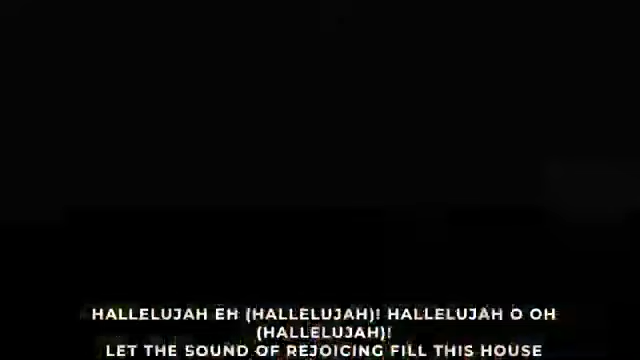 HALLELUJAH EH (HALLELUJAH)! HALLELUJAH O OH
(HALLELUJAH)!
LET THE SOUND OF REJOICING FILL THIS HOUSE